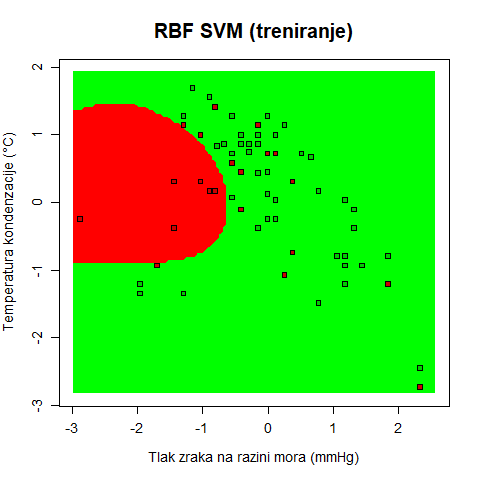 RBF SVM (treniranje)
Temperatura kondenzacije (°C)
2
1
0
-1
-2
-3
-3 -2 -1 0 1 2
Tlak zraka na razini mora (mmHg)